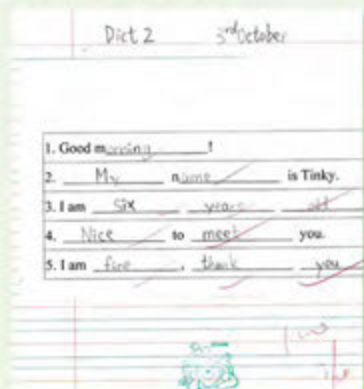 Dict 2 3rd October
1. Good morning !
2. My name is Tinky.
3. I am six years old
4. Nice to meet you.
5. I am fine , thank you